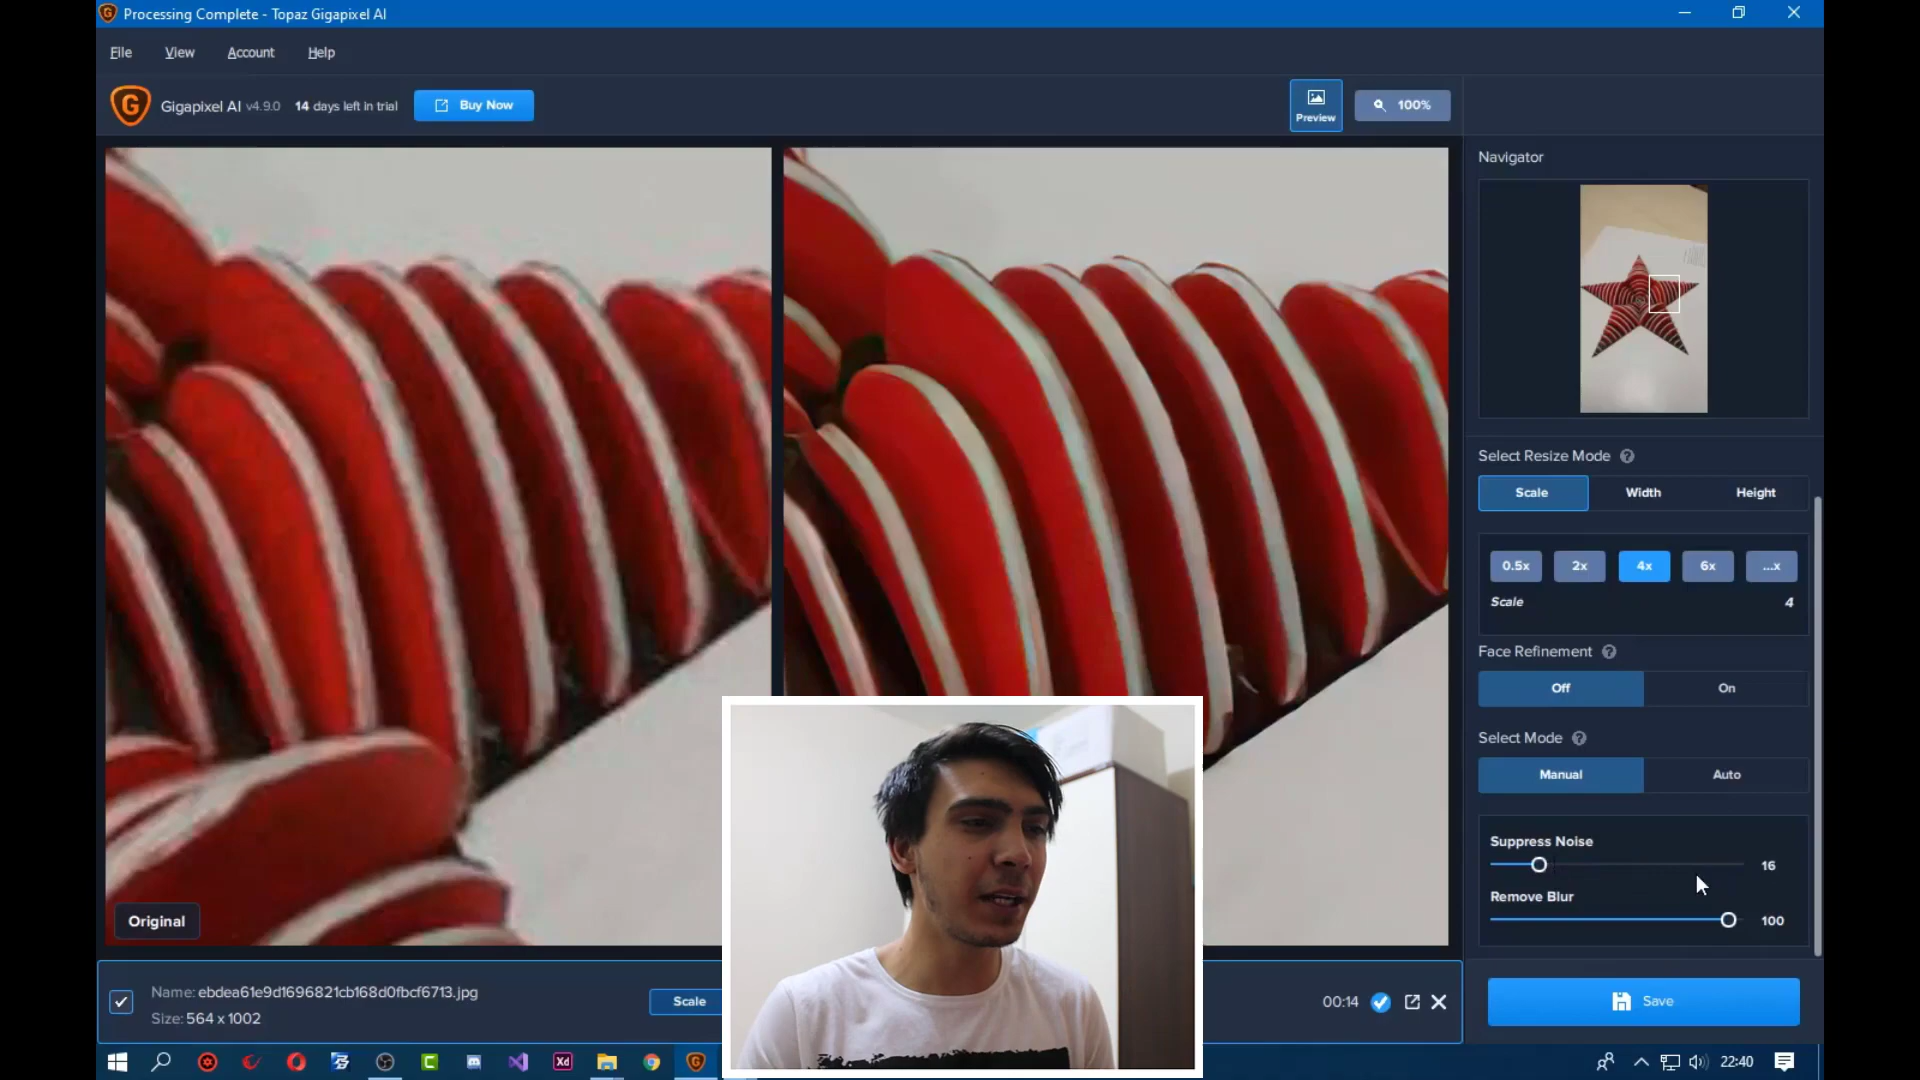 Processing Complete - Topaz Gigapixel AI
File View Account Help
Gigapixel AI v4.9.0 14 days left in trial Buy Now
Preview
100%
Navigator
Select Resize Mode
Scale Width Height
0.5x 2x 4x 6x ...x
Scale 4
Face Refinement
Off On
Select Mode
Manual Auto
Suppress Noise
16
Remove Blur
100
Original
Name: ebdea61e9d1696821cb168d0fbcf6713.jpg
Size: 564 x 1002
Scale
00:14
Save
Xd
22:40